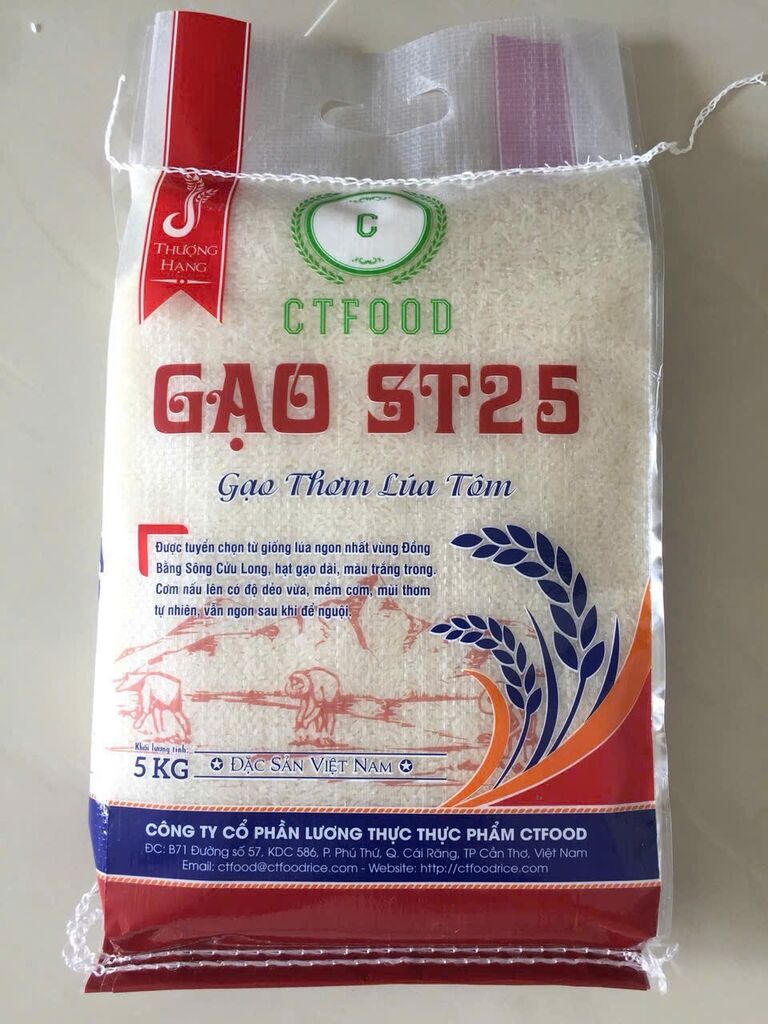 THƯỢNG
HẠNG
C
CTFOOD
GẠO ST25
Gạo Thơm Lúa Tôm
Được tuyển chọn từ giống lúa ngon nhất vùng Đồng
Bằng Sông Cửu Long, hạt gạo dài, màu trắng trong.
Cơm nấu lên có độ dẻo vừa, mềm cơm, mùi thơm
tự nhiên, vẫn ngon sau khi để nguội.
Khối lượng tịnh:
5 KG
ĐẶC SẢN VIỆT NAM
CÔNG TY CỔ PHẦN LƯƠNG THỰC THỰC PHẨM CTFOOD
ĐC: B71 Đường số 57, KDC 586, P. Phú Thứ, Q. Cái Răng, TP Cần Thơ, Việt Nam
Email: ctfood@ctfoodrice.com - Website: http://ctfoodrice.com